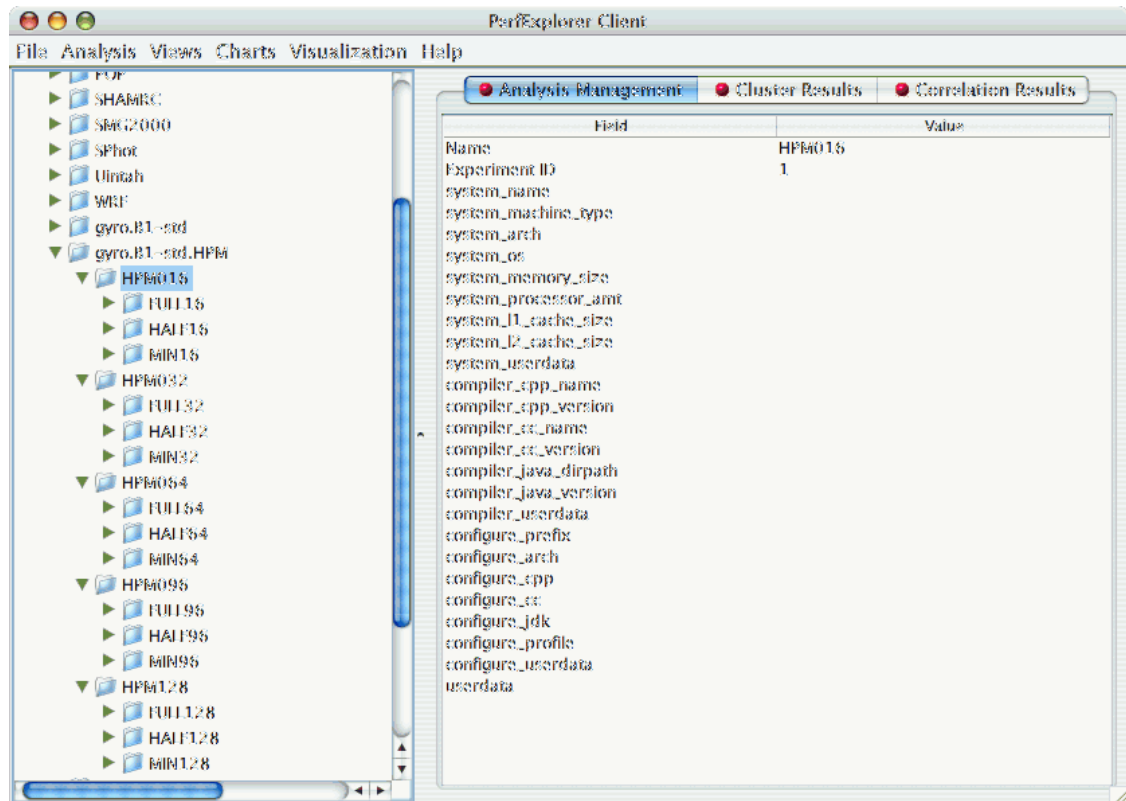 PerfExplorer Client
File Analysis Views Charts Visualization Help
POP
SHAMRC
SMG2000
SPhot
Uintah
WRF
gyro.B1-std
gyro.B1-std.HPM
HPM016
FULL16
HALF16
MIN16
HPM032
FULL32
HALF32
MIN32
HPM064
FULL64
HALF64
MIN64
HPM096
FULL96
HALF96
MIN96
HPM128
FULL128
HALF128
MIN128
Analysis Management Cluster Results Correlation Results
Field Value
Name HPM016
Experiment ID 1
system_name
system_machine_type
system_arch
system_os
system_memory_size
system_processor_amt
system_l1_cache_size
system_l2_cache_size
system_userdata
compiler_cpp_name
compiler_cpp_version
compiler_cc_name
compiler_cc_version
compiler_java_dirpath
compiler_java_version
compiler_userdata
configure_prefix
configure_arch
configure_cpp
configure_cc
configure_jdk
configure_profile
configure_userdata
userdata